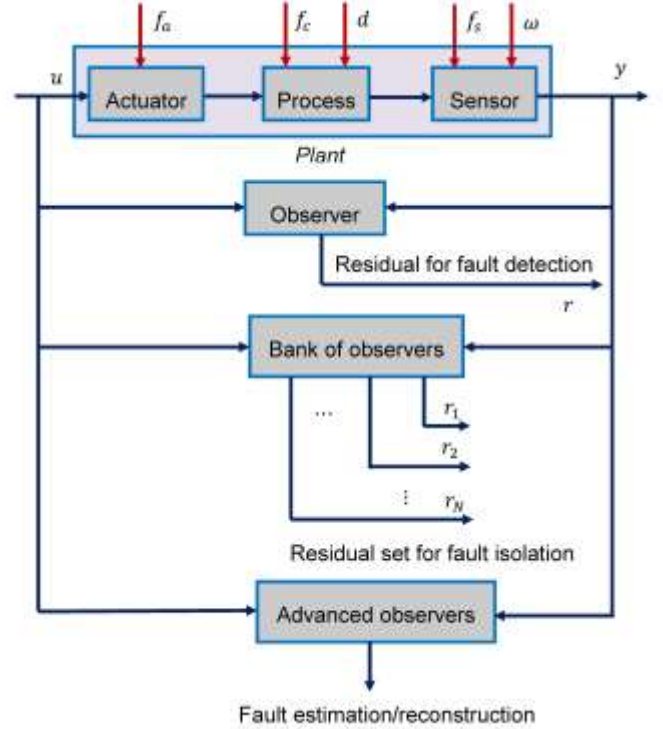 f_a f_c d f_s ω
u y
Actuator Process Sensor
Plant
Observer
Residual for fault detection
r
Bank of observers
... r_1
r_2
⋮ r_N
Residual set for fault isolation
Advanced observers
Fault estimation/reconstruction